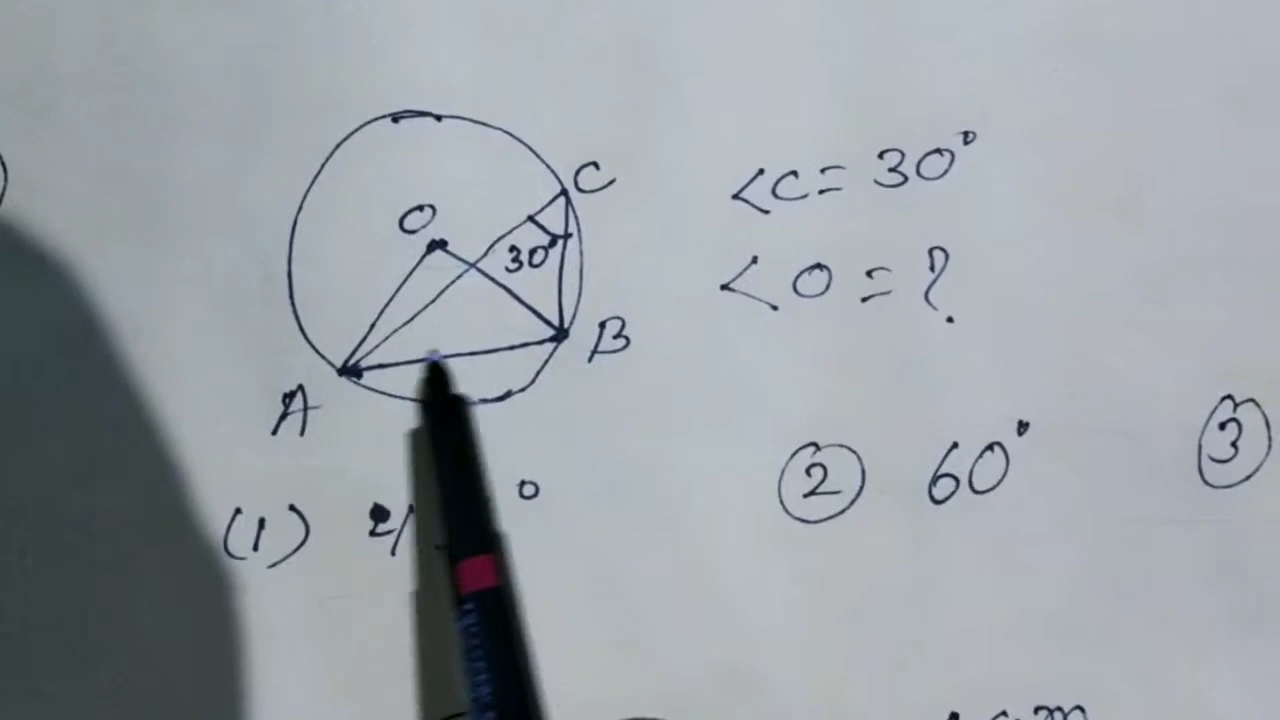 C
<C = 30°
O
30°
<O = ?
B
A
(1) 
② 60°
③